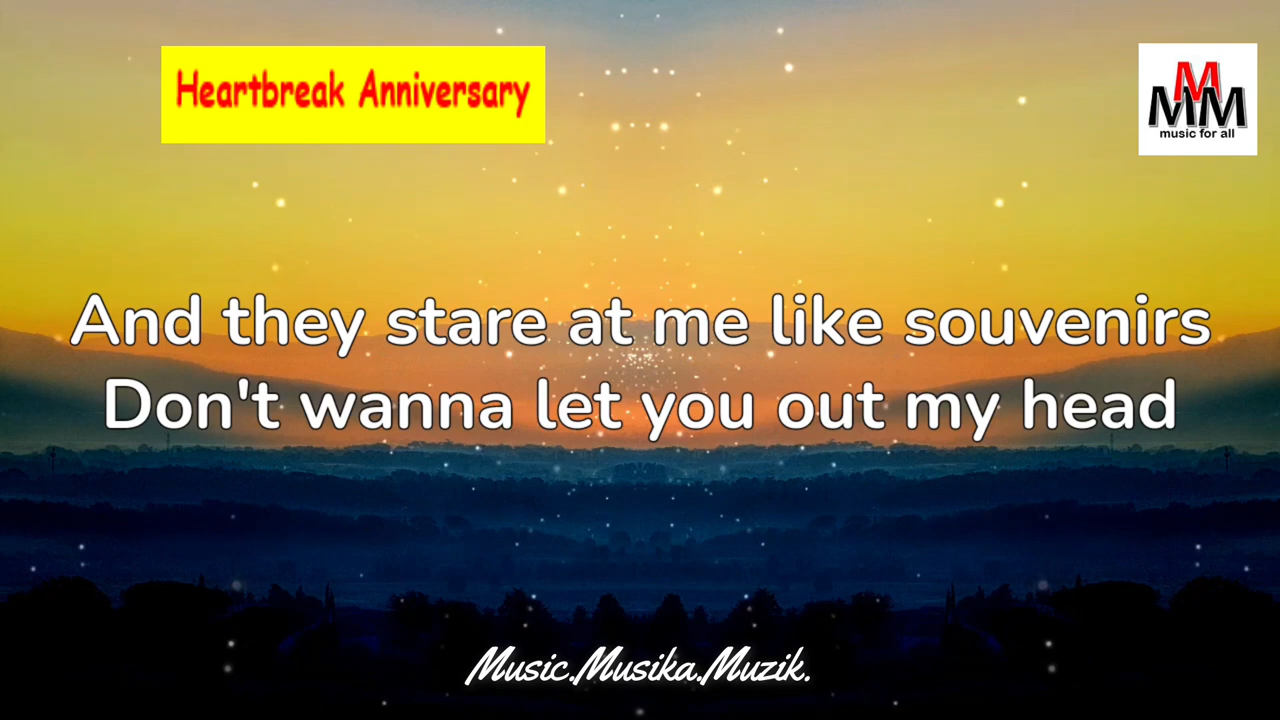 Heartbreak Anniversary
MMM
music for all
And they stare at me like souvenirs
Don't wanna let you out my head
Music.Musika.Muzik.